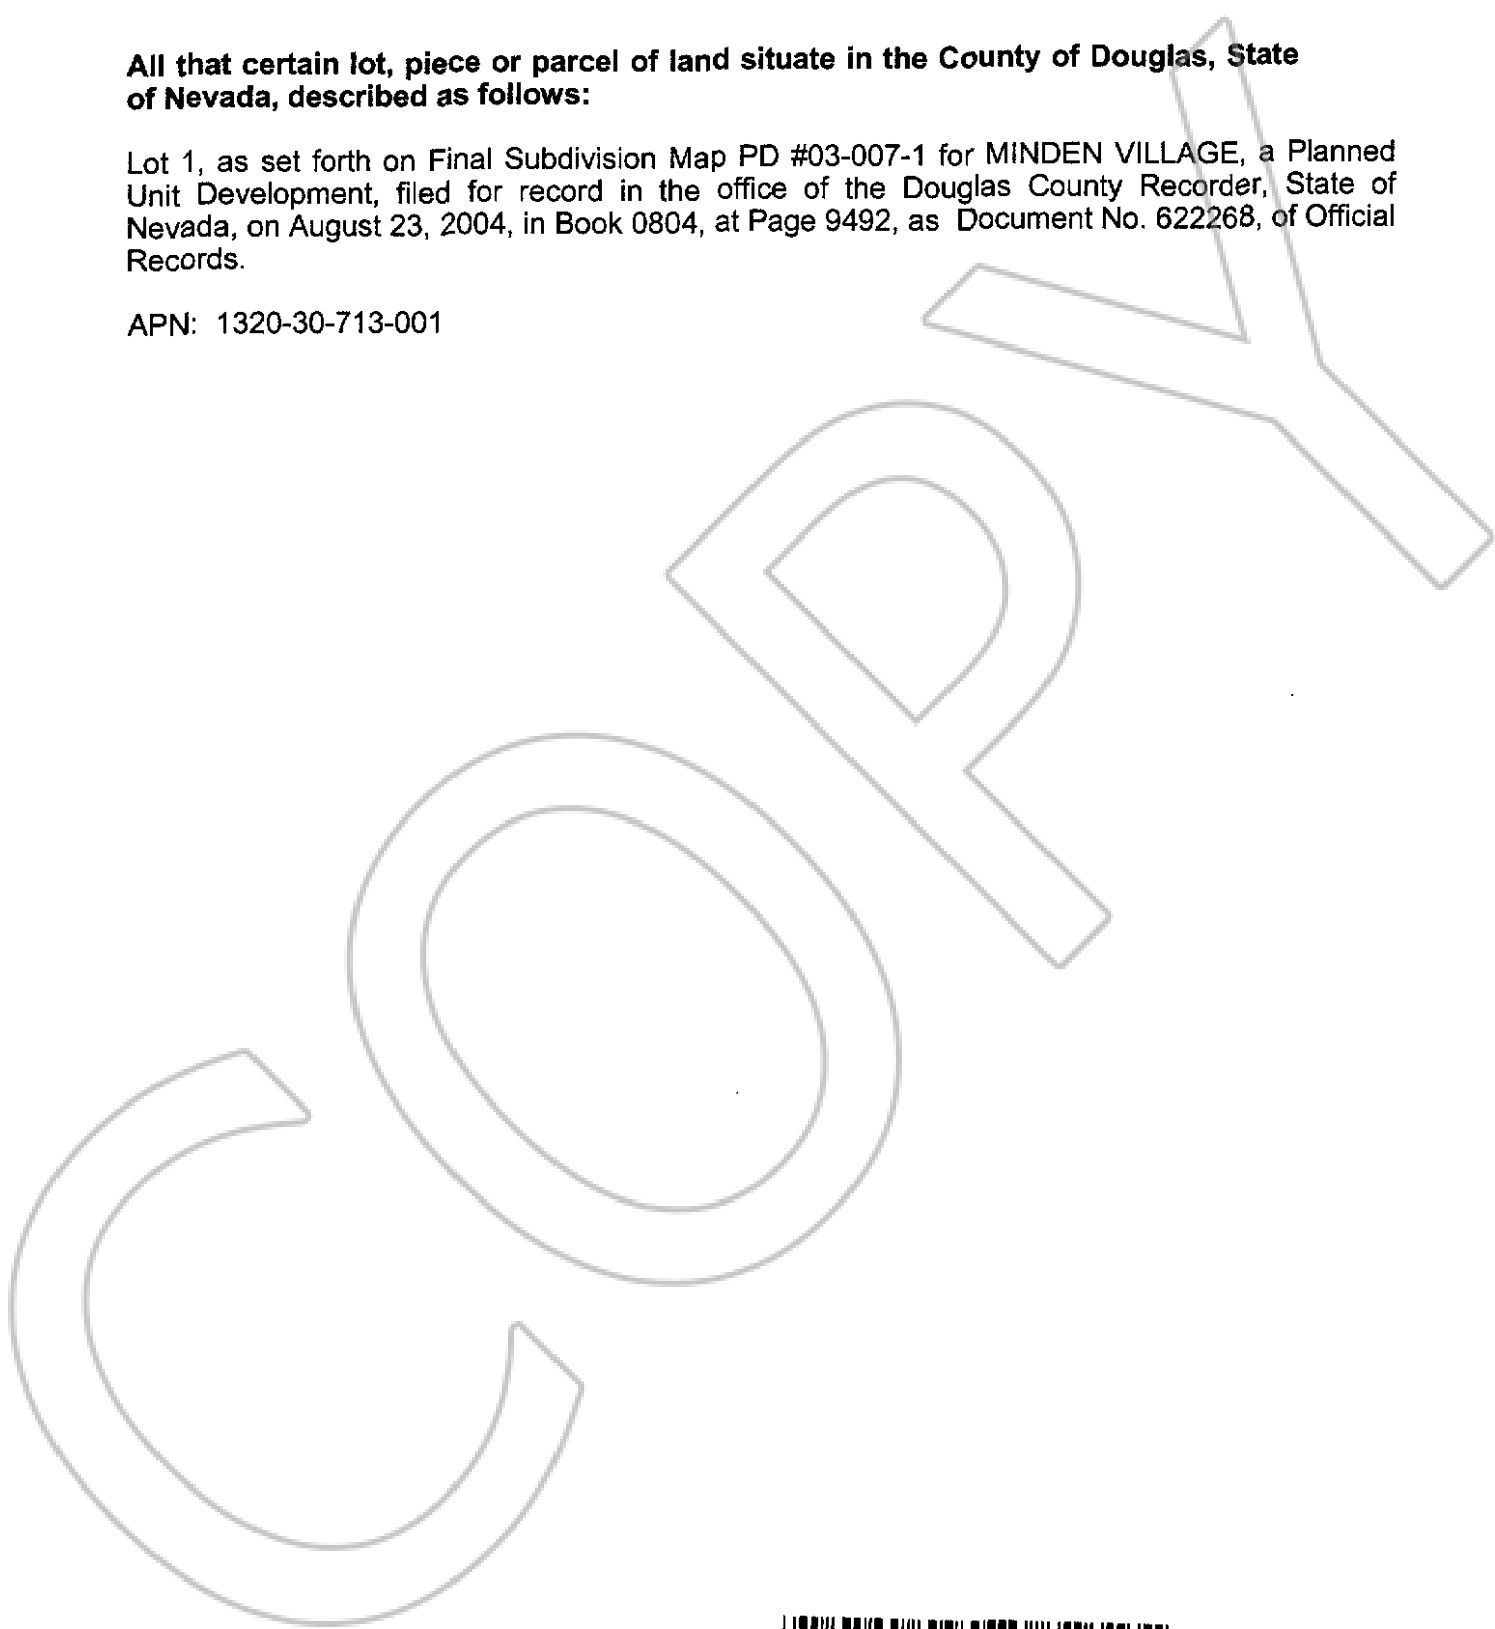 All that certain lot, piece or parcel of land situate in the County of Douglas, State
of Nevada, described as follows:
Lot 1, as set forth on Final Subdivision Map PD #03-007-1 for MINDEN VILLAGE, a Planned
Unit Development, filed for record in the office of the Douglas County Recorder, State of
Nevada, on August 23, 2004, in Book 0804, at Page 9492, as Document No. 622268, of Official
Records.
APN: 1320-30-713-001
COPY